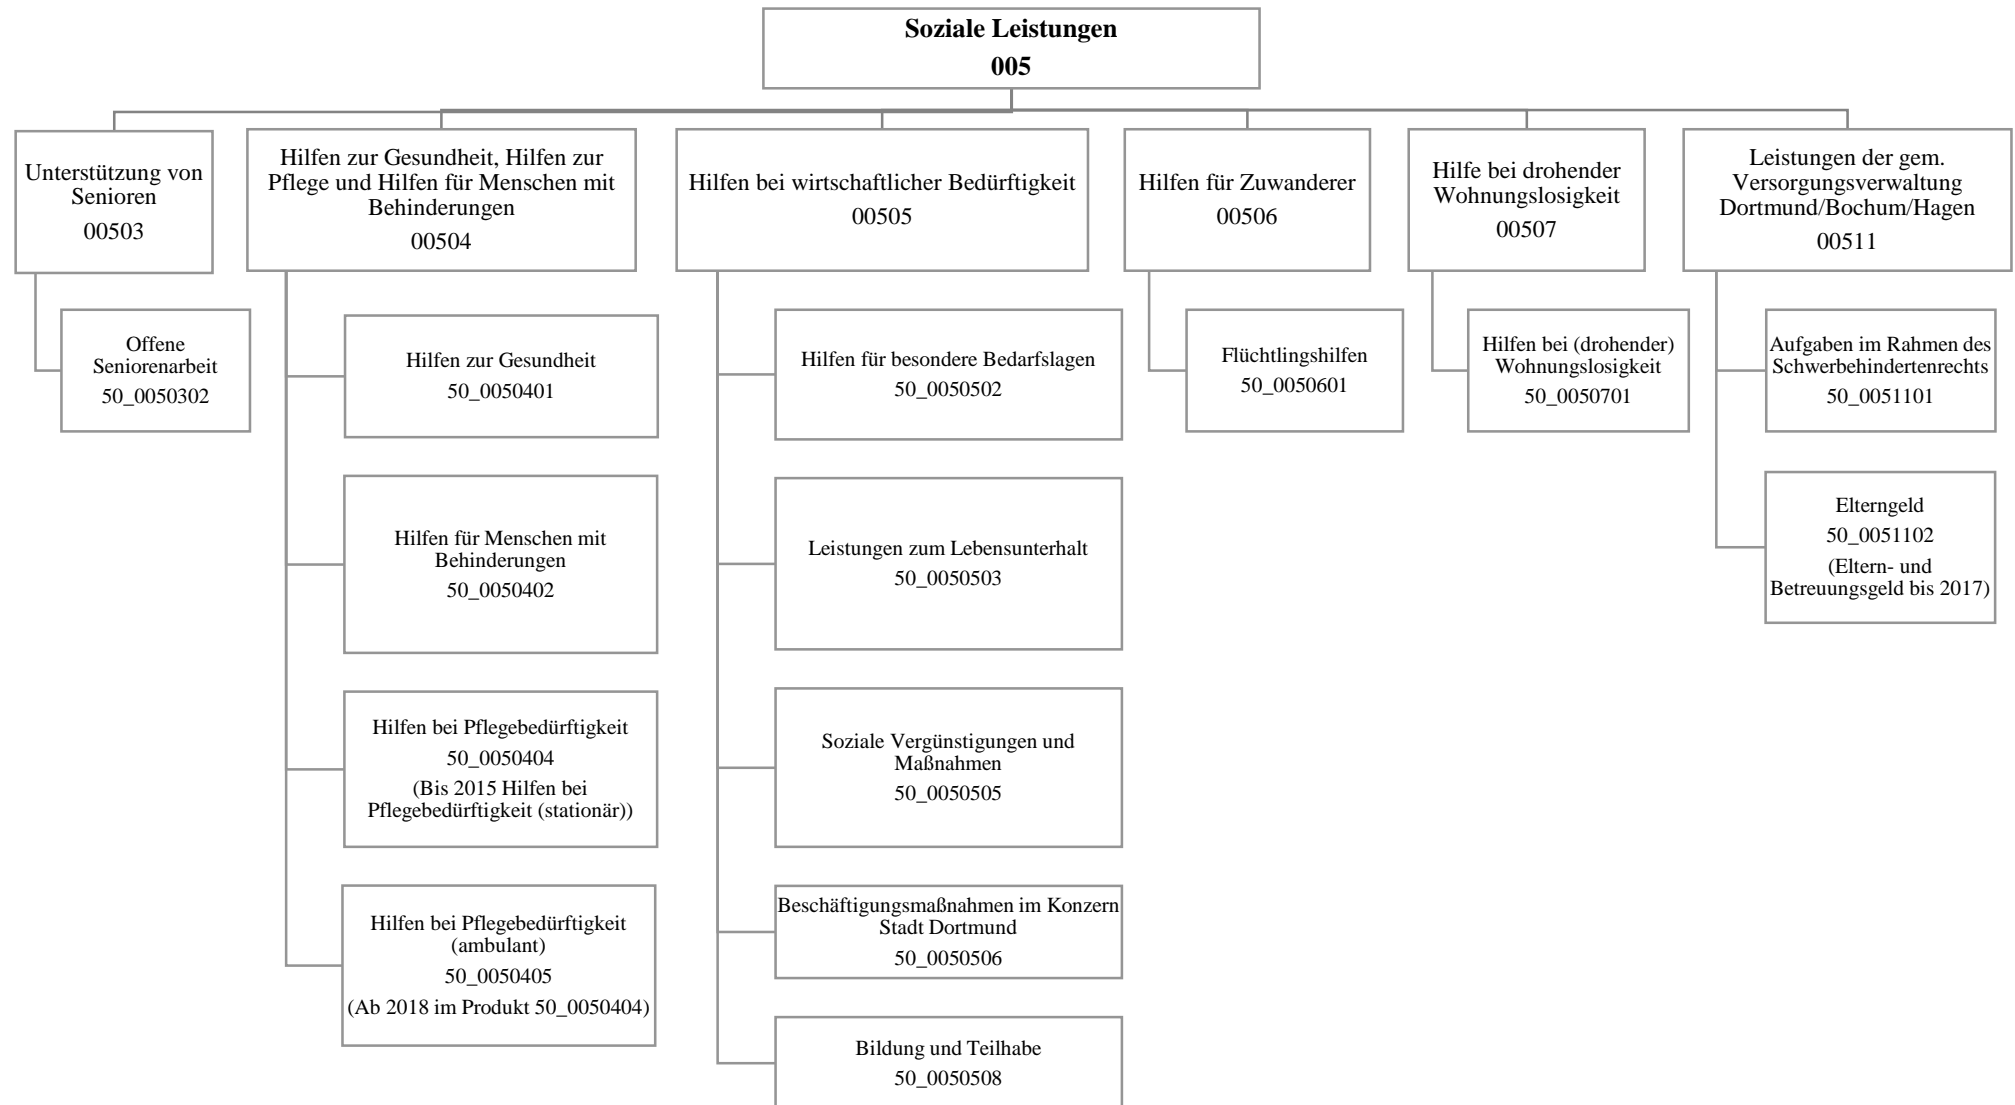 Soziale Leistungen
005
Unterstützung von
Senioren
00503
Offene
Seniorenarbeit
50_0050302
Hilfen zur Gesundheit, Hilfen zur
Pflege und Hilfen für Menschen mit
Behinderungen
00504
Hilfen zur Gesundheit
50_0050401
Hilfen für Menschen mit
Behinderungen
50_0050402
Hilfen bei Pflegebedürftigkeit
50_0050404
(Bis 2015 Hilfen bei
Pflegebedürftigkeit (stationär))
Hilfen bei Pflegebedürftigkeit
(ambulant)
50_0050405
(Ab 2018 im Produkt 50_0050404)
Hilfen bei wirtschaftlicher Bedürftigkeit
00505
Hilfen für besondere Bedarfslagen
50_0050502
Leistungen zum Lebensunterhalt
50_0050503
Soziale Vergünstigungen und
Maßnahmen
50_0050505
Beschäftigungsmaßnahmen im Konzern
Stadt Dortmund
50_0050506
Bildung und Teilhabe
50_0050508
Hilfen für Zuwanderer
00506
Flüchtlingshilfen
50_0050601
Hilfe bei drohender
Wohnungslosigkeit
00507
Hilfen bei (drohender)
Wohnungslosigkeit
50_0050701
Leistungen der gem.
Versorgungsverwaltung
Dortmund/Bochum/Hagen
00511
Aufgaben im Rahmen des
Schwerbehindertenrechts
50_0051101
Elterngeld
50_0051102
(Eltern- und
Betreuungsgeld bis 2017)